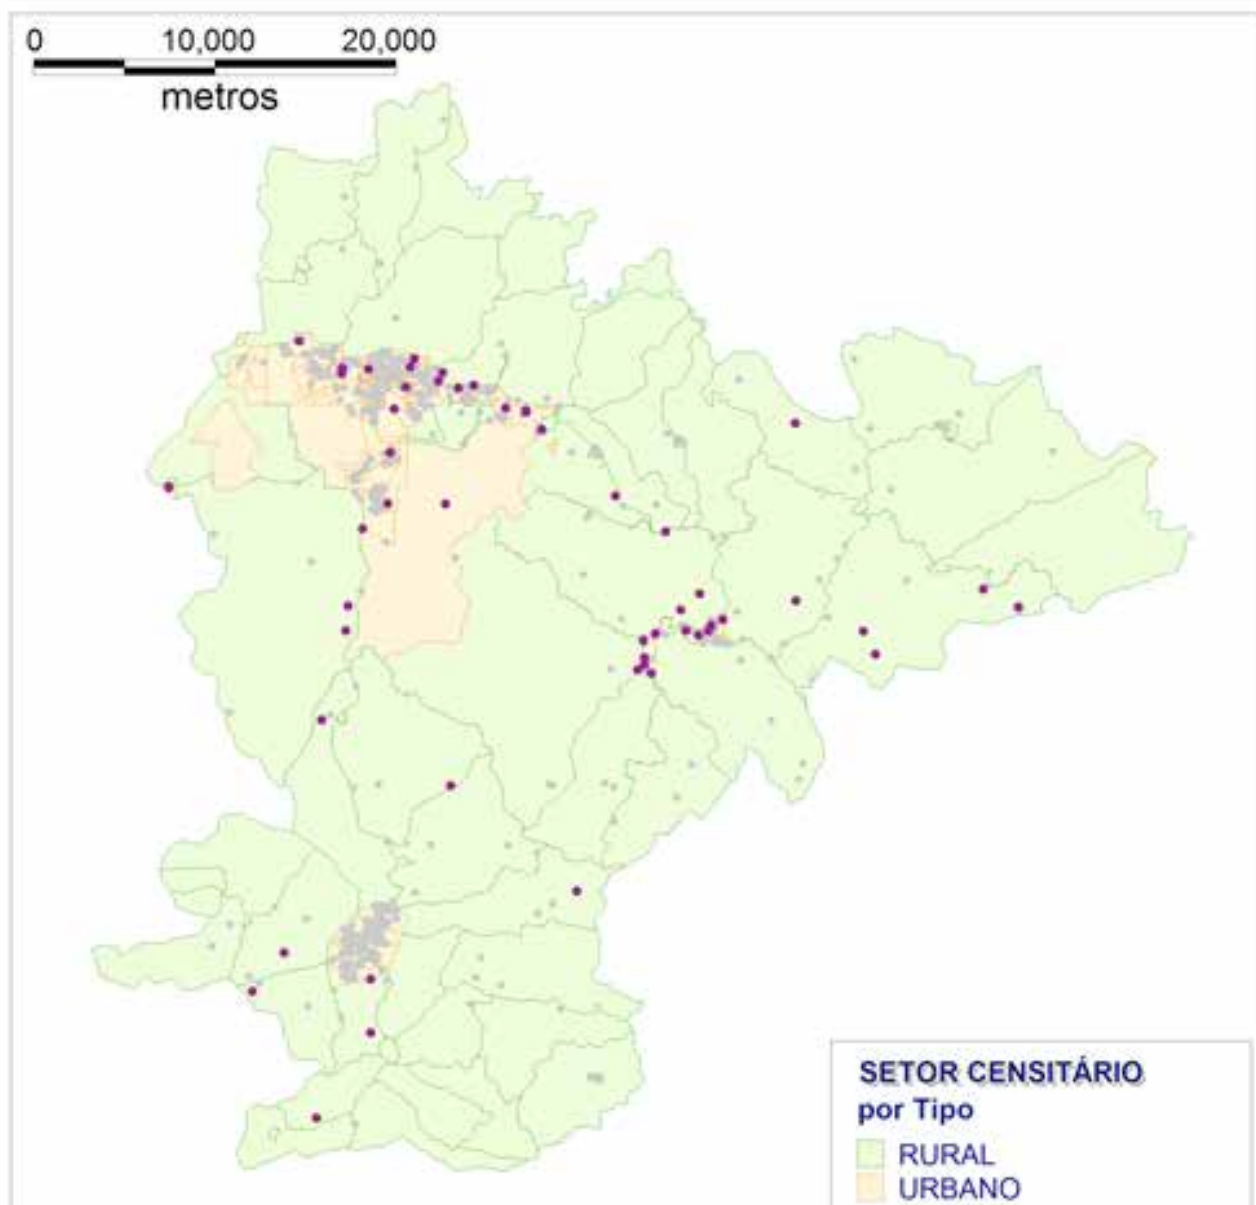 0 10,000 20,000
metros
SETOR CENSITÁRIO
por Tipo
RURAL
URBANO